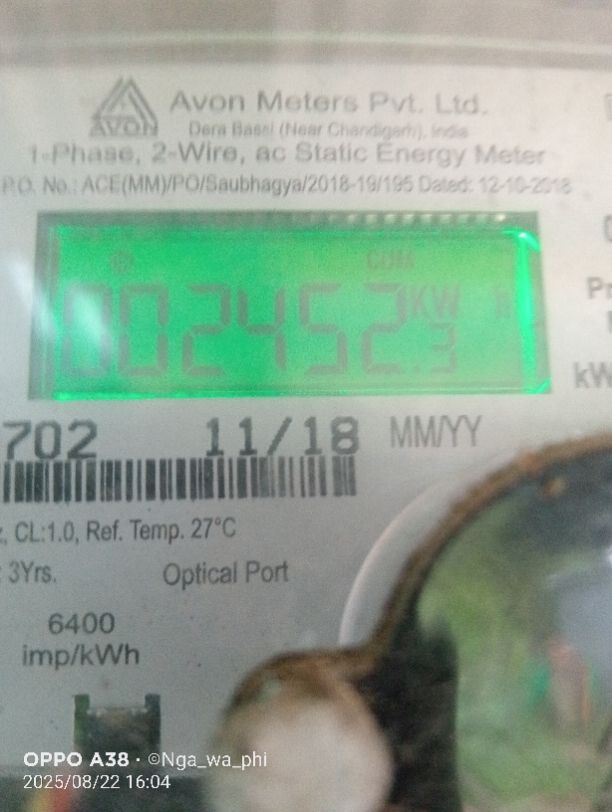 AVON
Avon Meters Pvt. Ltd.
Dera Bassi (Near Chandigarh), India
1-Phase, 2-Wire, ac Static Energy Meter
P.O. No.: ACE(MM)/PO/Saubhagya/2018-19/195 Dated: 12-10-2018
CUM
002452.3 KW h
Pr
kW
702 11/18 MM/YY
, CL:1.0, Ref. Temp. 27°C
3Yrs. Optical Port
6400
imp/kWh
OPPO A38 · ©Nga_wa_phi
2025/08/22 16:04